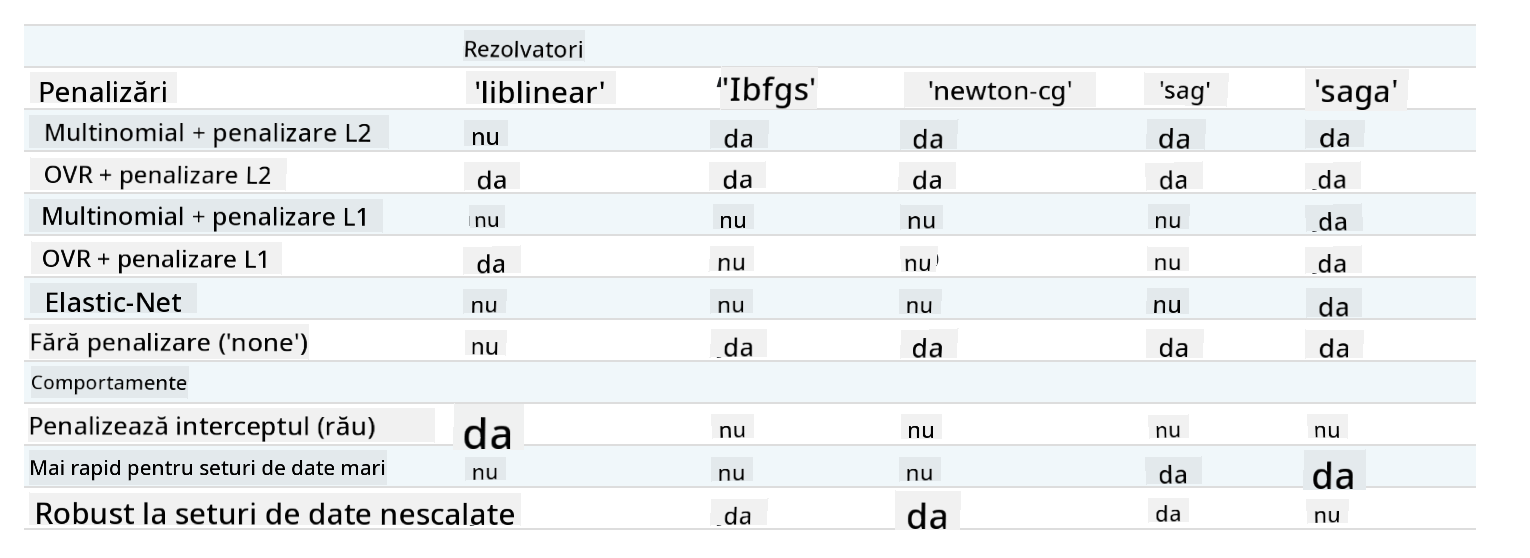 Rezolvatori
Penalizări 'liblinear' “'Ibfgs' 'newton-cg' 'sag' 'saga'
Multinomial + penalizare L2 nu da da da da
OVR + penalizare L2 da da da da da
Multinomial + penalizare L1 nu nu nu nu da
OVR + penalizare L1 da nu nu nu da
Elastic-Net nu nu nu nu da
Fără penalizare ('none') nu da da da da
Comportamente
Penalizează interceptul (rău) da nu nu nu nu
Mai rapid pentru seturi de date mari nu nu nu da da
Robust la seturi de date nescalate da da da nu